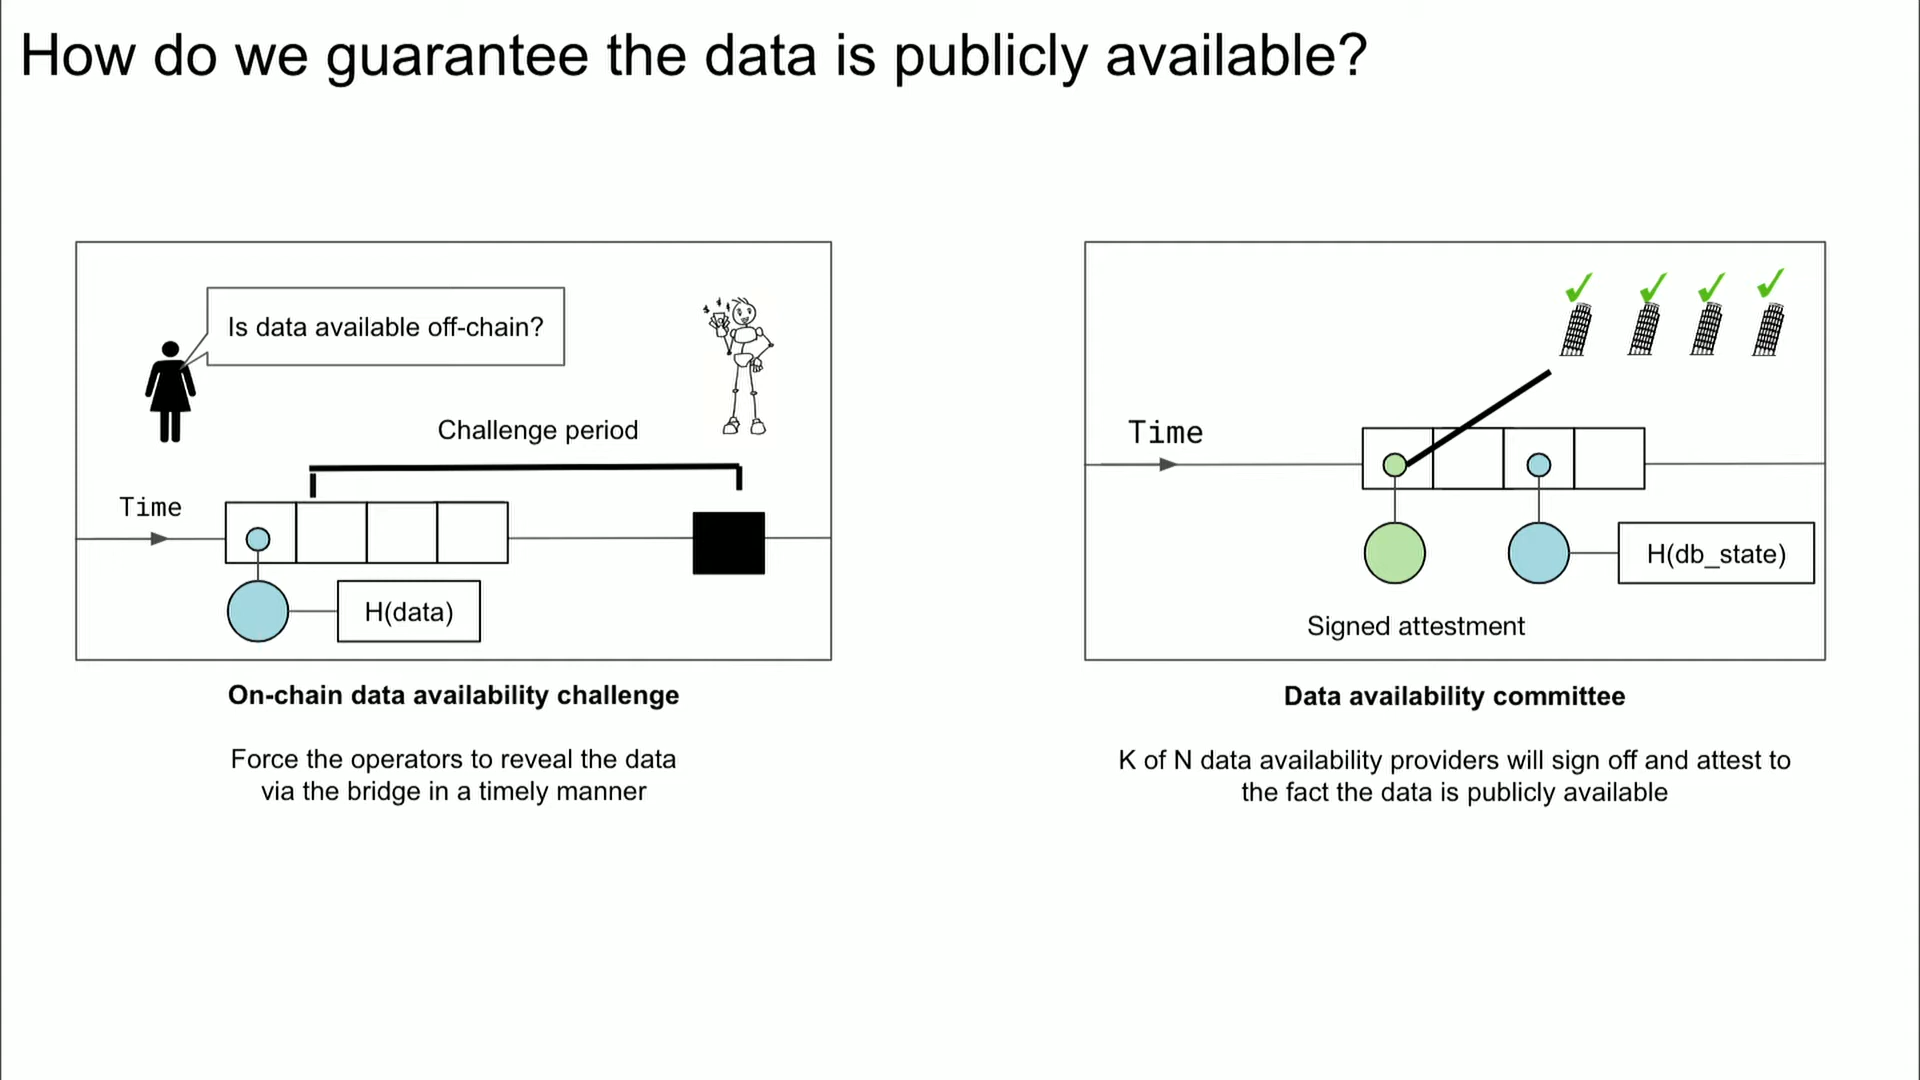 How do we guarantee the data is publicly available?
Is data available off-chain?
Challenge period
Time
H(data)
On-chain data availability challenge
Force the operators to reveal the data
via the bridge in a timely manner
Time
H(db_state)
Signed attestment
Data availability committee
K of N data availability providers will sign off and attest to
the fact the data is publicly available